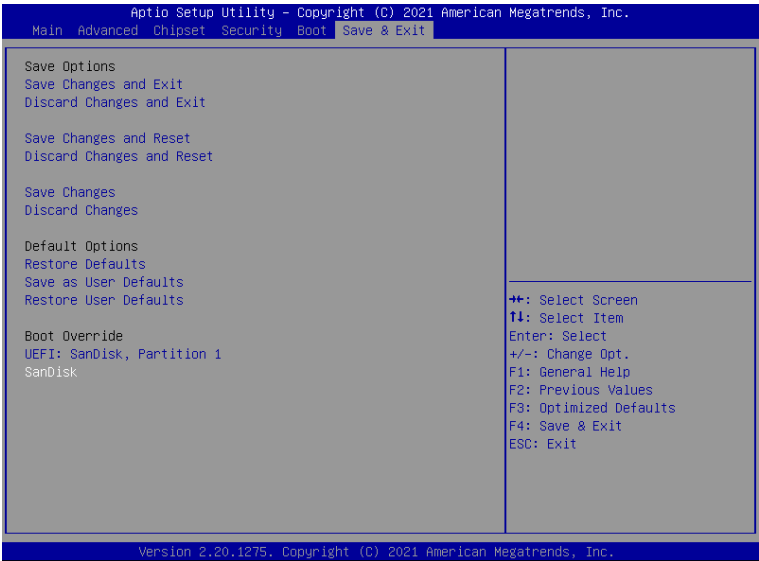 Aptio Setup Utility – Copyright (C) 2021 American Megatrends, Inc.
Main Advanced Chipset Security Boot Save & Exit
Save Options
Save Changes and Exit
Discard Changes and Exit
Save Changes and Reset
Discard Changes and Reset
Save Changes
Discard Changes
Default Options
Restore Defaults
Save as User Defaults
Restore User Defaults
Boot Override
UEFI: SanDisk, Partition 1
SanDisk
→←: Select Screen
↑↓: Select Item
Enter: Select
+/-: Change Opt.
F1: General Help
F2: Previous Values
F3: Optimized Defaults
F4: Save & Exit
ESC: Exit
Version 2.20.1275. Copyright (C) 2021 American Megatrends, Inc.